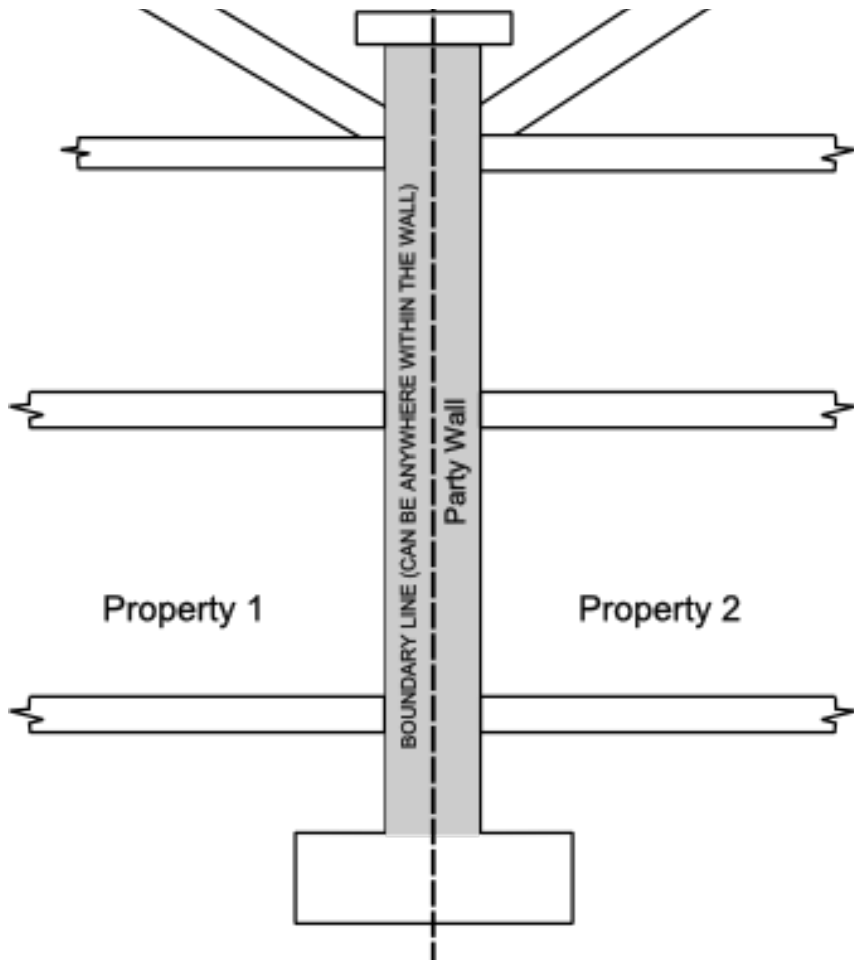 BOUNDARY LINE (CAN BE ANYWHERE WITHIN THE WALL)
Party Wall
Property 1
Property 2